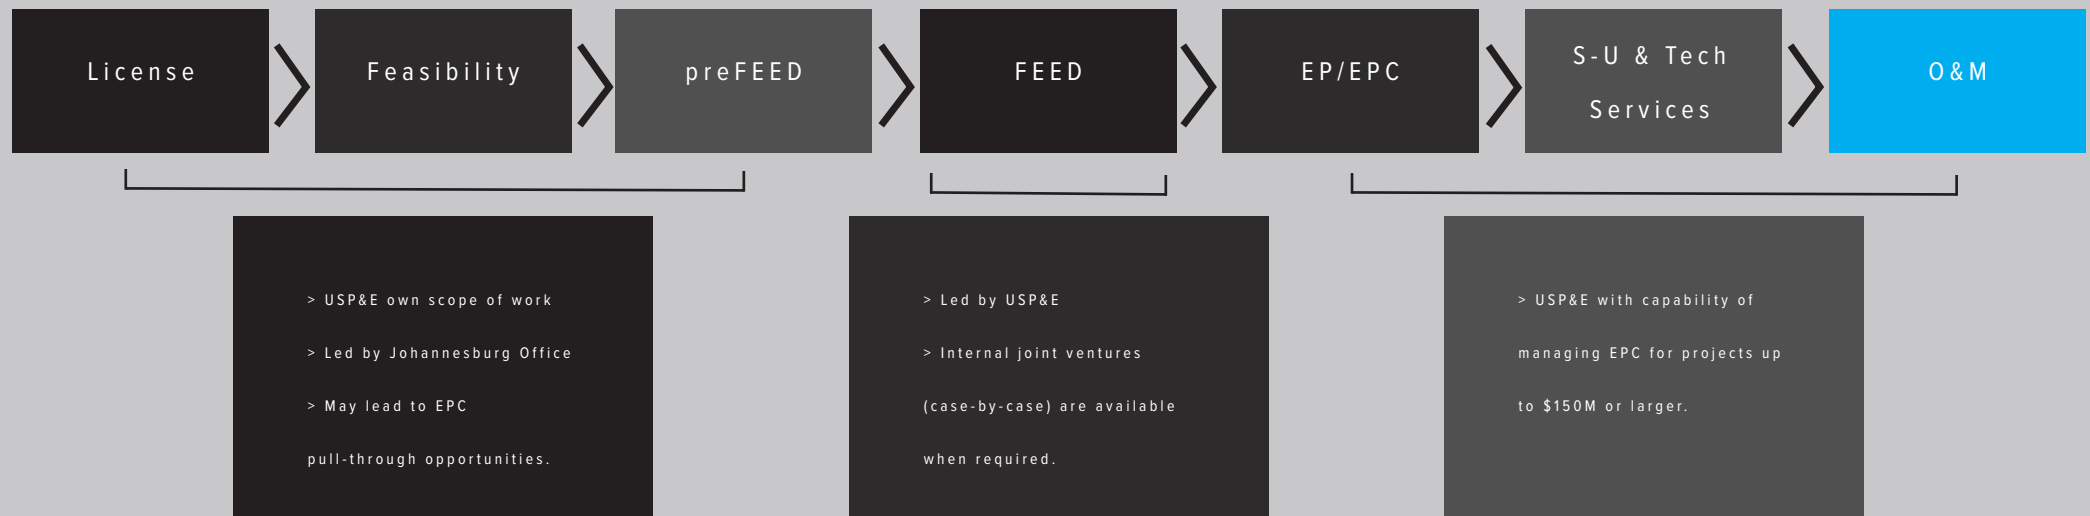 License
Feasibility
preFEED
FEED
EP/EPC
S-U & Tech
Services
O&M
> USP&E own scope of work
> Led by Johannesburg Office
> May lead to EPC
pull-through opportunities.
> Led by USP&E
> Internal joint ventures
(case-by-case) are available
when required.
> USP&E with capability of
managing EPC for projects up
to $150M or larger.